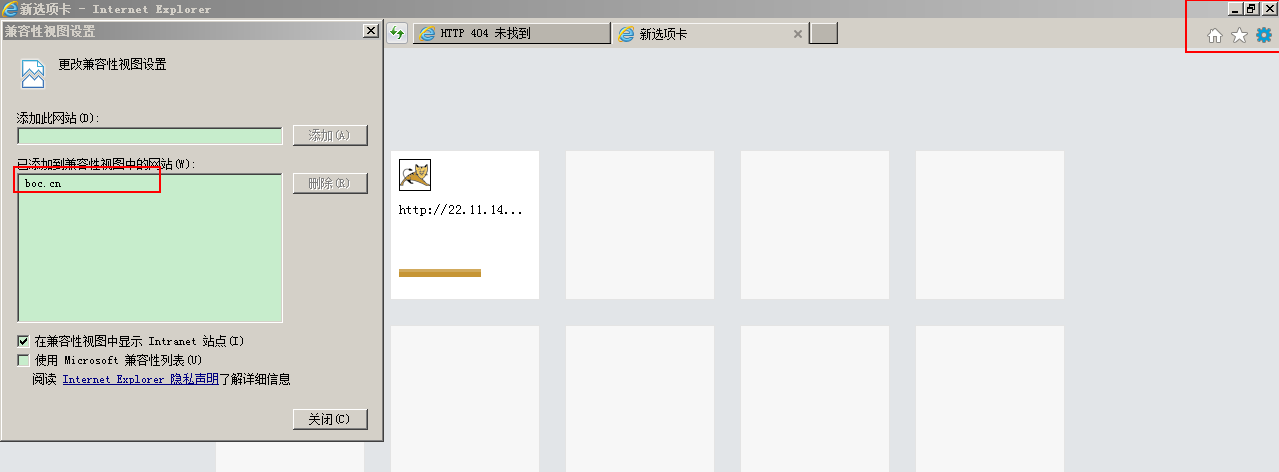 新选项卡 - Internet Explorer
兼容性视图设置
HTTP 404 未找到
新选项卡
更改兼容性视图设置
添加此网站(D):
添加(A)
已添加到兼容性视图中的网站(W):
boc.cn
删除(R)
http://22.11.14...
在兼容性视图中显示 Intranet 站点(I)
使用 Microsoft 兼容性列表(U)
阅读 Internet Explorer 隐私声明了解详细信息
关闭(C)